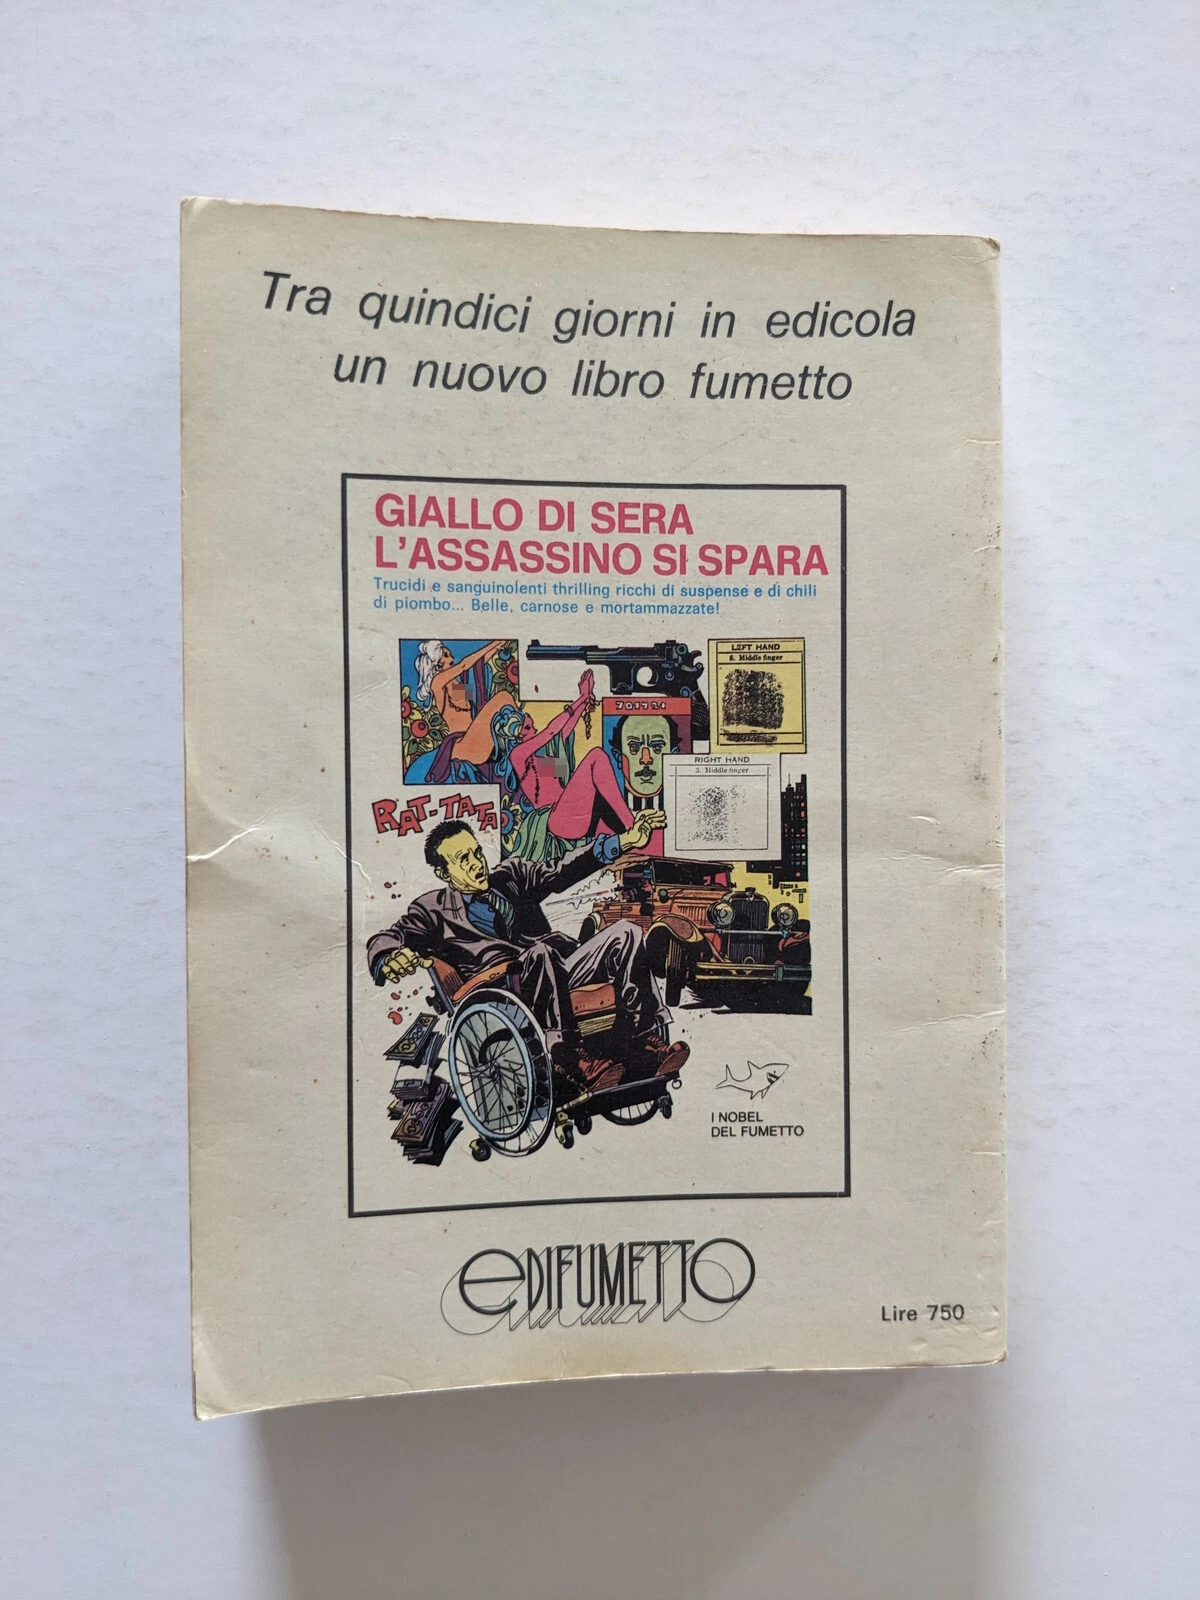 Tra quindici giorni in edicola
un nuovo libro fumetto
GIALLO DI SERA
L'ASSASSINO SI SPARA
Trucidi e sanguinolenti thrilling ricchi di suspense e di chili
di piombo... Belle, carnose e mortammazzate!
LEFT HAND
8. Middle finger
RIGHT HAND
3. Middle finger
RAT-TATA
I NOBEL
DEL FUMETTO
eDIFUMETTO
Lire 750